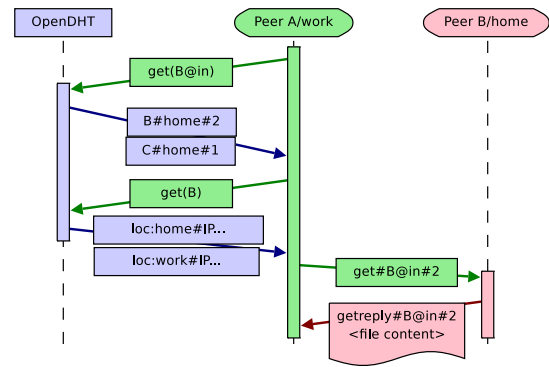 OpenDHT
Peer A/work
Peer B/home
get(B@in)
B#home#2
C#home#1
get(B)
loc:home#IP...
loc:work#IP...
get#B@in#2
getreply#B@in#2
<file content>